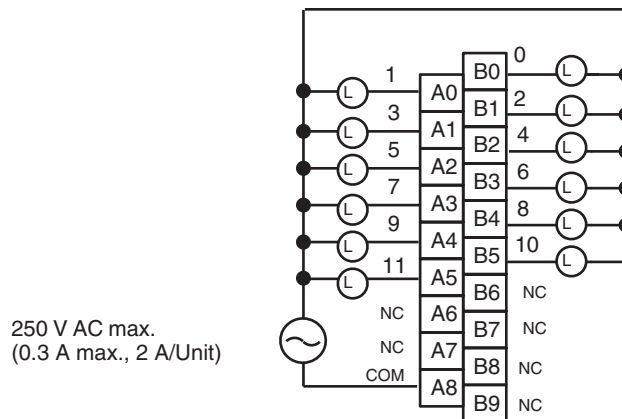 0
B0
1
A0
2
B1
3
A1
4
B2
5
A2
6
B3
7
A3
8
B4
9
A4
10
B5
11
A5
B6
NC
NC
A6
B7
NC
NC
A7
B8
NC
COM
A8
B9
NC
L
L
L
L
L
L
L
L
L
L
L
L
250 V AC max.
(0.3 A max., 2 A/Unit)